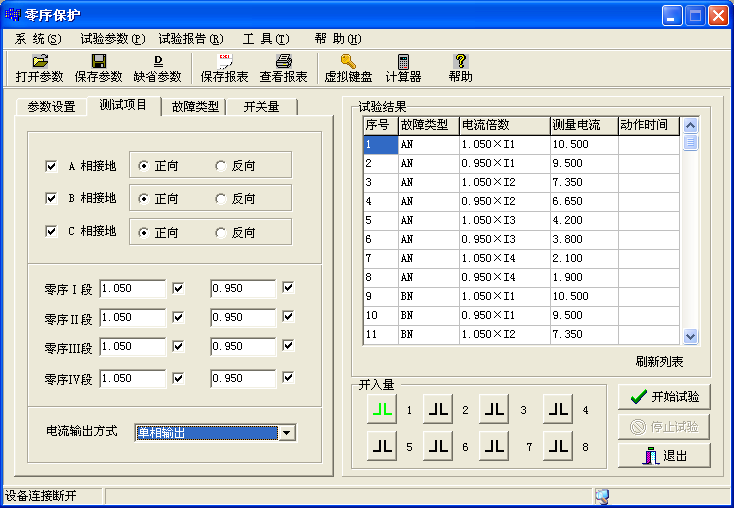 零序保护
系 统(S) 试验参数(P) 试验报告(R) 工 具(T) 帮 助(H)
打开参数 保存参数 缺省参数 保存报表 查看报表 虚拟键盘 计算器 帮助
参数设置 测试项目 故障类型 开关量
A 相接地 正向 反向
B 相接地 正向 反向
C 相接地 正向 反向
零序 I 段 1.050 0.950
零序 II 段 1.050 0.950
零序III段 1.050 0.950
零序IV段 1.050 0.950
电流输出方式 单相输出
试验结果
序号 故障类型 电流倍数 测量电流 动作时间
1 AN 1.050×I1 10.500
2 AN 0.950×I1 9.500
3 AN 1.050×I2 7.350
4 AN 0.950×I2 6.650
5 AN 1.050×I3 4.200
6 AN 0.950×I3 3.800
7 AN 1.050×I4 2.100
8 AN 0.950×I4 1.900
9 BN 1.050×I1 10.500
10 BN 0.950×I1 9.500
11 BN 1.050×I2 7.350
刷新列表
开入量
1 2 3 4
5 6 7 8
开始试验
停止试验
退出
设备连接断开